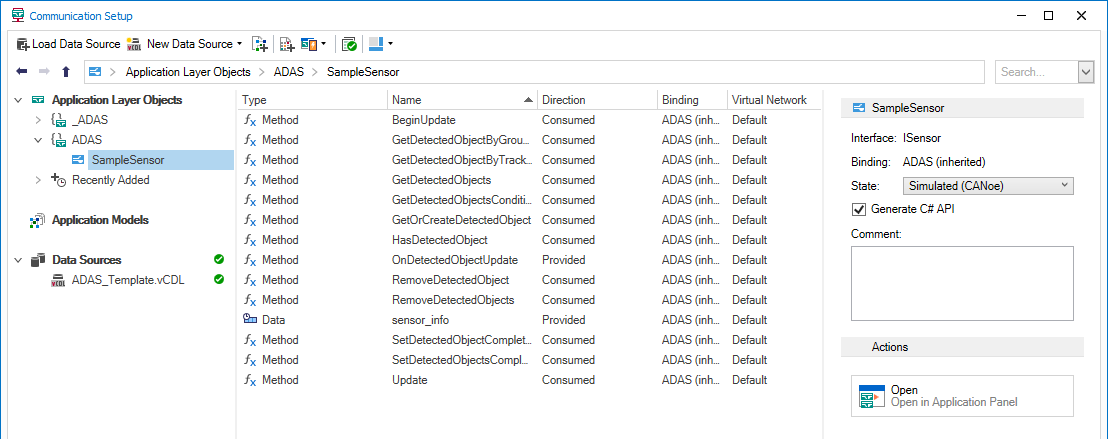 Communication Setup
Load Data Source New Data Source
Application Layer Objects ADAS SampleSensor Search...
Application Layer Objects
_ADAS
ADAS
SampleSensor
Recently Added
Application Models
Data Sources
ADAS_Template.vCDL
Type Name Direction Binding Virtual Network
Method BeginUpdate Consumed ADAS (inh... Default
Method GetDetectedObjectByGrou... Consumed ADAS (inh... Default
Method GetDetectedObjectByTrack... Consumed ADAS (inh... Default
Method GetDetectedObjects Consumed ADAS (inh... Default
Method GetDetectedObjectsConditi... Consumed ADAS (inh... Default
Method GetOrCreateDetectedObject Consumed ADAS (inh... Default
Method HasDetectedObject Consumed ADAS (inh... Default
Method OnDetectedObjectUpdate Provided ADAS (inh... Default
Method RemoveDetectedObject Consumed ADAS (inh... Default
Method RemoveDetectedObjects Consumed ADAS (inh... Default
Data sensor_info Provided ADAS (inh... Default
Method SetDetectedObjectComplet... Consumed ADAS (inh... Default
Method SetDetectedObjectsCompl... Consumed ADAS (inh... Default
Method Update Consumed ADAS (inh... Default
SampleSensor
Interface: ISensor
Binding: ADAS (inherited)
State: Simulated (CANoe)
Generate C# API
Comment:
Actions
Open
Open in Application Panel